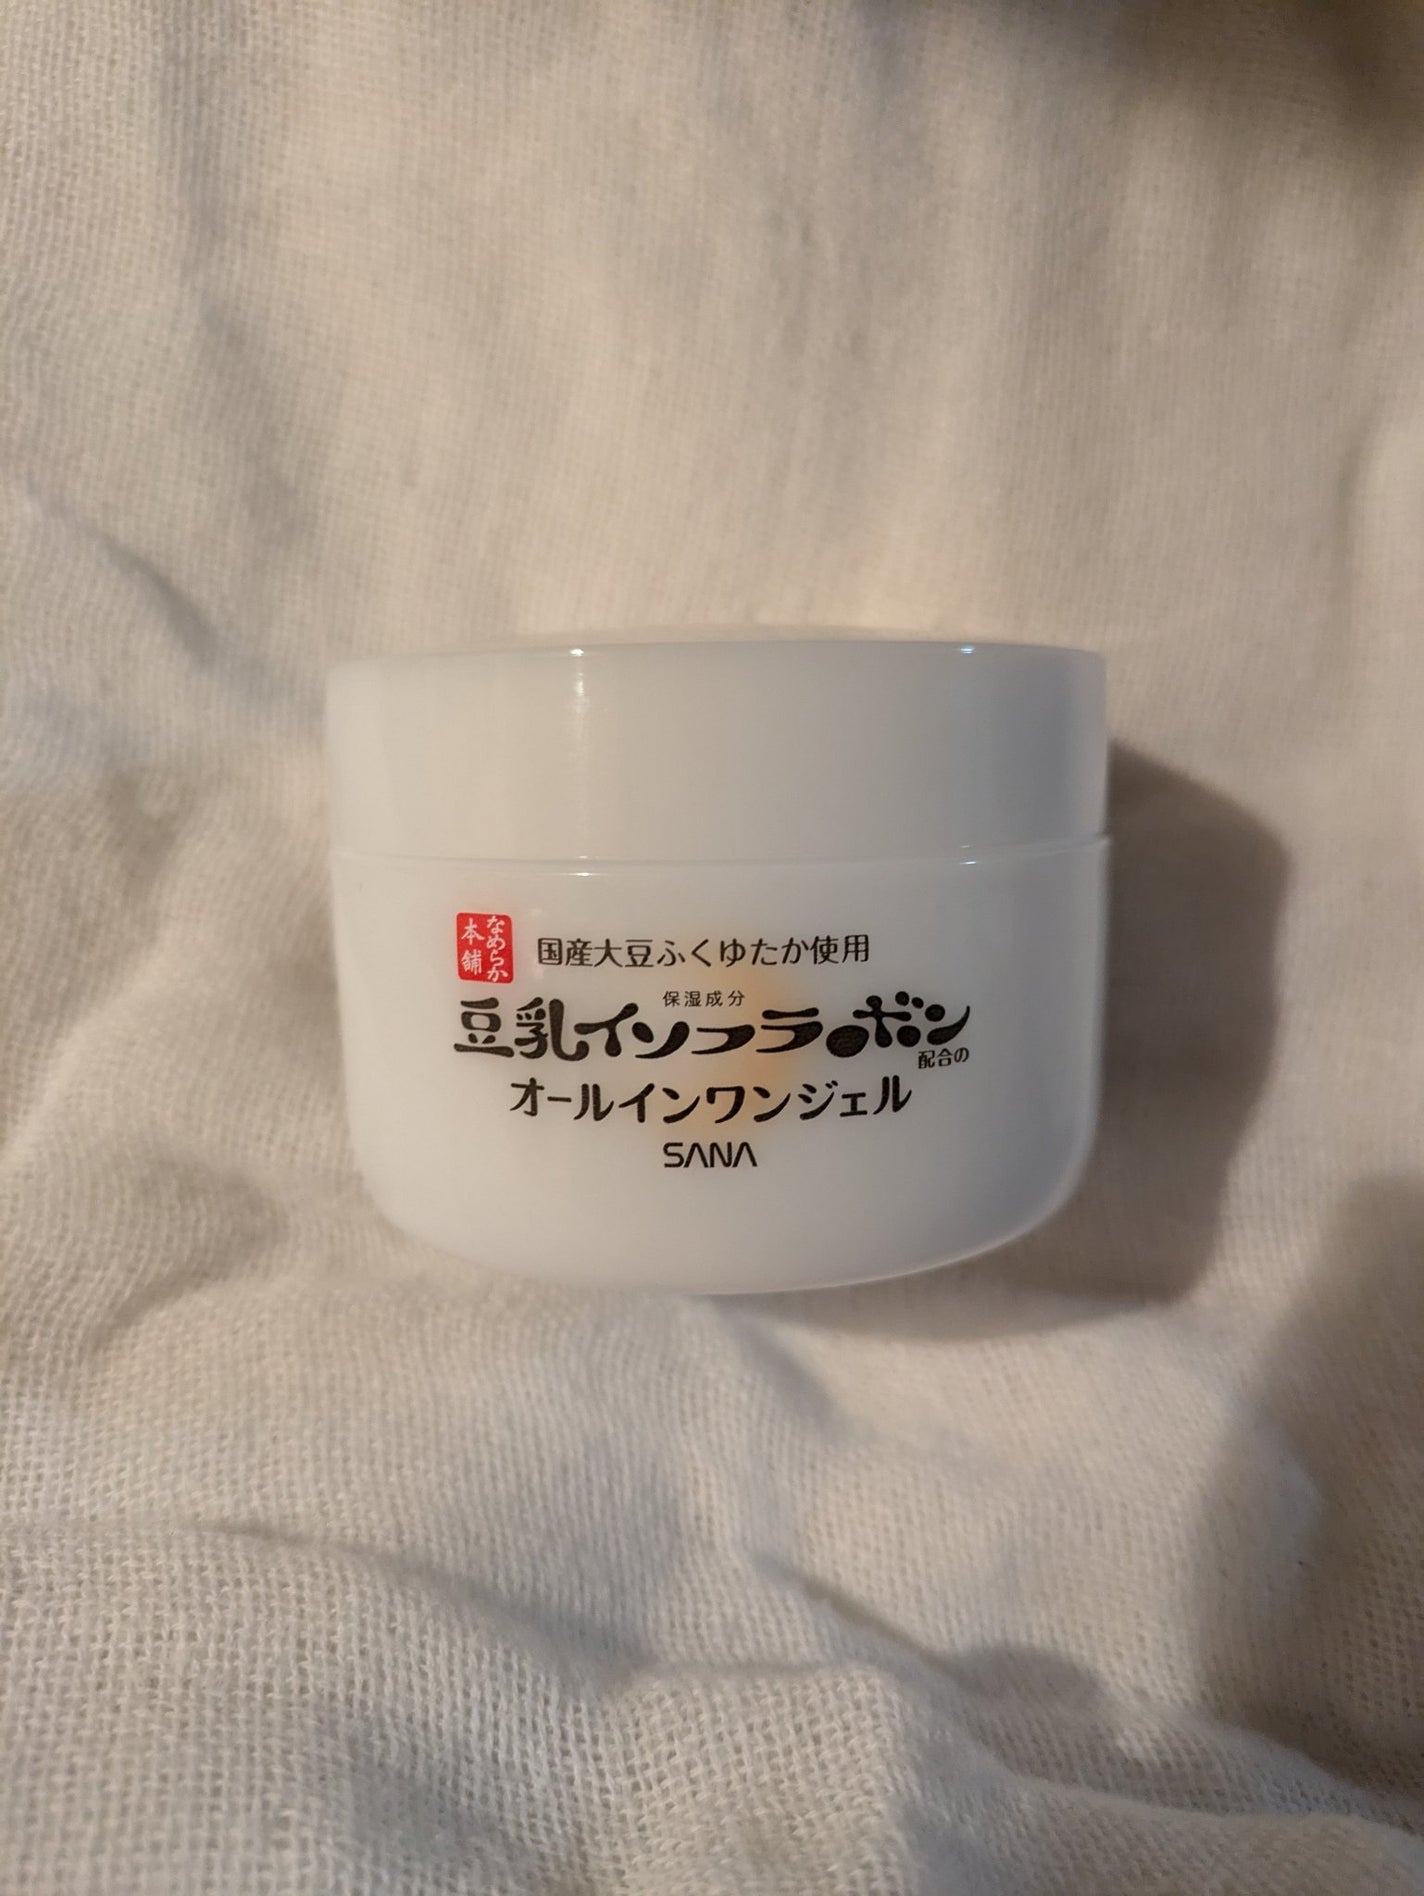 なめらか
本舗
国産大豆ふくゆたか使用
保湿成分
豆乳イソフラボン
配合の
オールインワンジェル
SANA